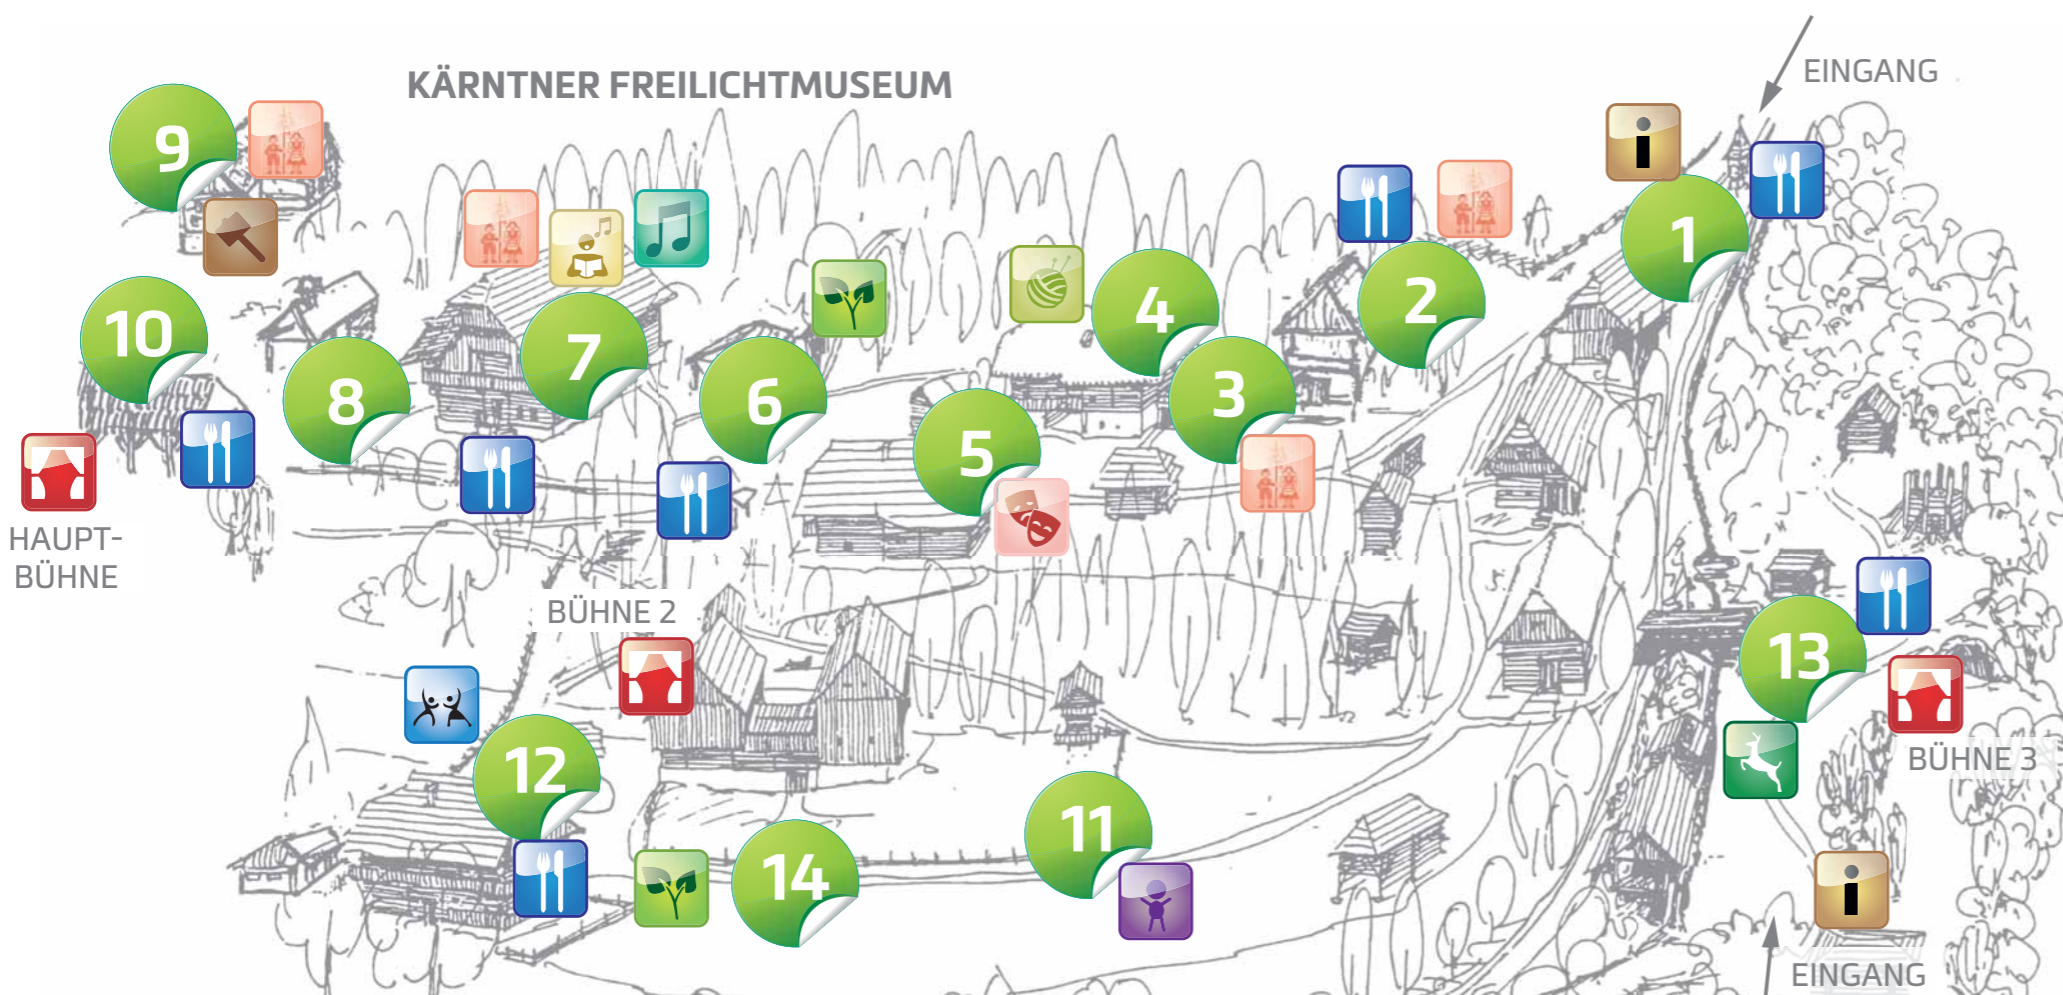 KÄRNTNER FREILICHTMUSEUM
EINGANG
9
1
10
4
2
7
8
6
3
5
HAUPT-
BÜHNE
BÜHNE 2
13
BÜHNE 3
12
11
14
EINGANG